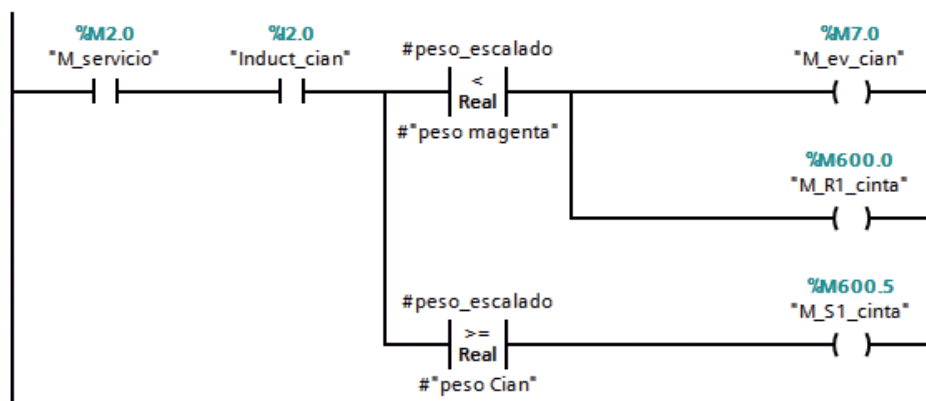 %M2.0
"M_servicio"
%I2.0
"Induct_cian"
#peso_escalado
<
Real
#"peso magenta"
%M7.0
"M_ev_cian"
%M600.0
"M_R1_cinta"
#peso_escalado
>=
Real
#"peso Cian"
%M600.5
"M_S1_cinta"